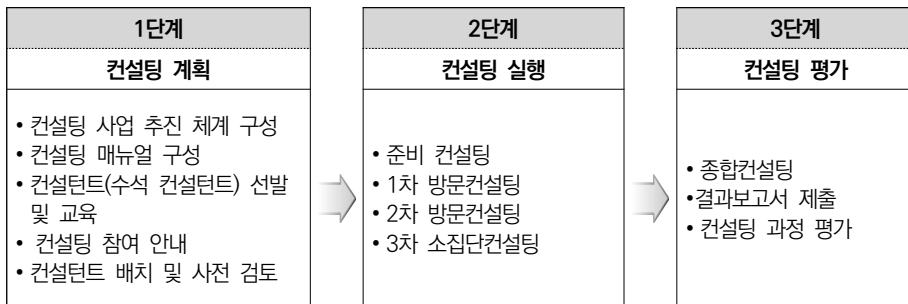 1단계
컨설팅 계획
• 컨설팅 사업 추진 체계 구성
• 컨설팅 매뉴얼 구성
• 컨설턴트(수석 컨설턴트) 선발
및 교육
• 컨설팅 참여 안내
• 컨설턴트 배치 및 사전 검토
2단계
컨설팅 실행
• 준비 컨설팅
• 1차 방문컨설팅
• 2차 방문컨설팅
• 3차 소집단컨설팅
3단계
컨설팅 평가
• 종합컨설팅
•결과보고서 제출
• 컨설팅 과정 평가